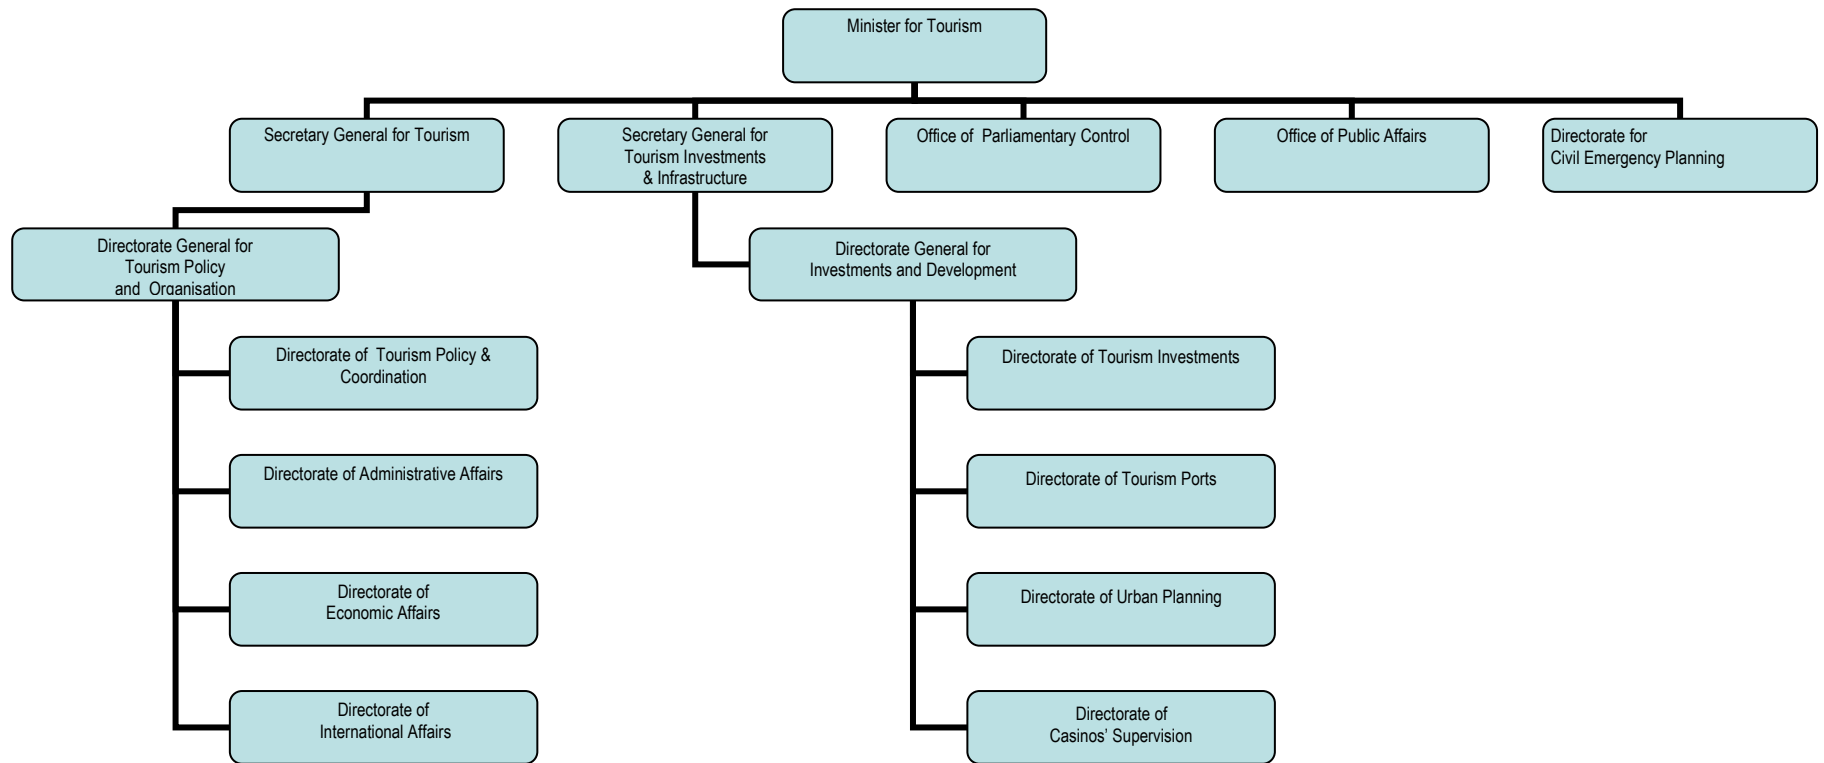 Minister for Tourism
Secretary General for Tourism
Secretary General for
Tourism Investments
& Infrastructure
Office of Parliamentary Control
Office of Public Affairs
Directorate for
Civil Emergency Planning
Directorate General for
Tourism Policy
and Organisation
Directorate General for
Investments and Development
Directorate of Tourism Policy &
Coordination
Directorate of Administrative Affairs
Directorate of
Economic Affairs
Directorate of
International Affairs
Directorate of Tourism Investments
Directorate of Tourism Ports
Directorate of Urban Planning
Directorate of
Casinos’ Supervision